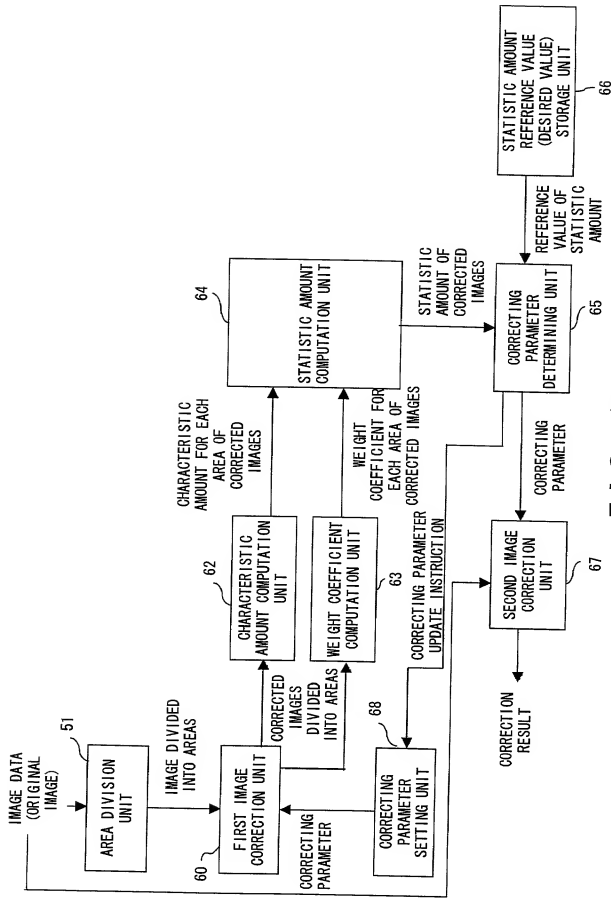 IMAGE DATA
(ORIGINAL
IMAGE)
51
AREA DIVISION
UNIT
IMAGE DIVIDED
INTO AREAS
60
FIRST IMAGE
CORRECTION UNIT
CORRECTED
IMAGES
DIVIDED
INTO AREAS
62
CHARACTERISTIC
AMOUNT COMPUTATION
UNIT
63
WEIGHT COEFFICIENT
COMPUTATION UNIT
CHARACTERISTIC
AMOUNT FOR EACH
AREA OF
CORRECTED
IMAGES
WEIGHT
COEFFICIENT FOR
EACH AREA OF
CORRECTED IMAGES
64
STATISTIC AMOUNT
COMPUTATION UNIT
STATISTIC
AMOUNT OF
CORRECTED
IMAGES
CORRECTING
PARAMETER
68
CORRECTING
PARAMETER
SETTING UNIT
CORRECTING PARAMETER
UPDATE INSTRUCTION
CORRECTION
RESULT
SECOND IMAGE
CORRECTION
UNIT
67
CORRECTING
PARAMETER
CORRECTING
PARAMETER
DETERMINING UNIT
65
REFERENCE
VALUE OF
STATISTIC
AMOUNT
STATISTIC AMOUNT
REFERENCE VALUE
(DESIRED VALUE)
STORAGE UNIT
66